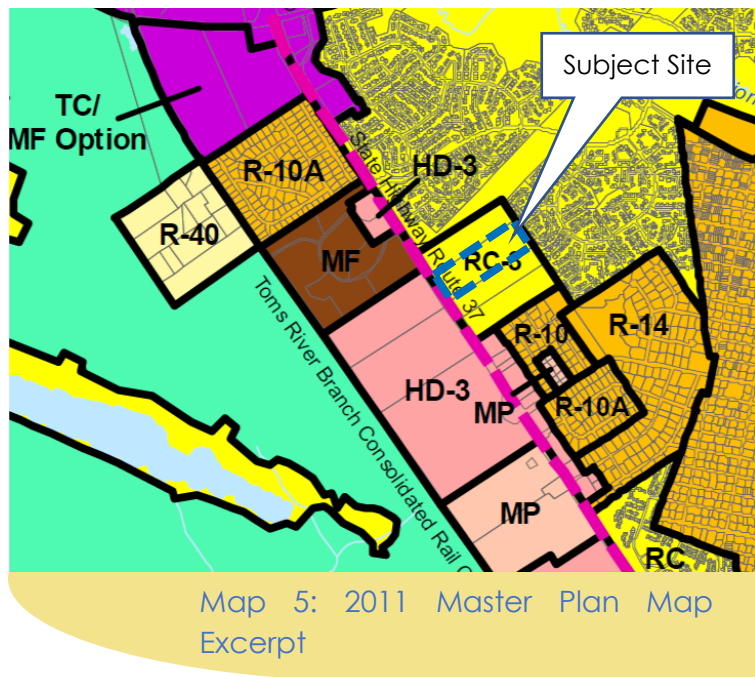 Subject Site
TC/
MF Option
R-10A
HD-3
State Highway Route 37
R-40
MF
RC-3
R-10
R-14
HD-3
MP
R-10A
Toms River Branch Consolidated Rail C
MP
RC
Map 5: 2011 Master Plan Map
Excerpt